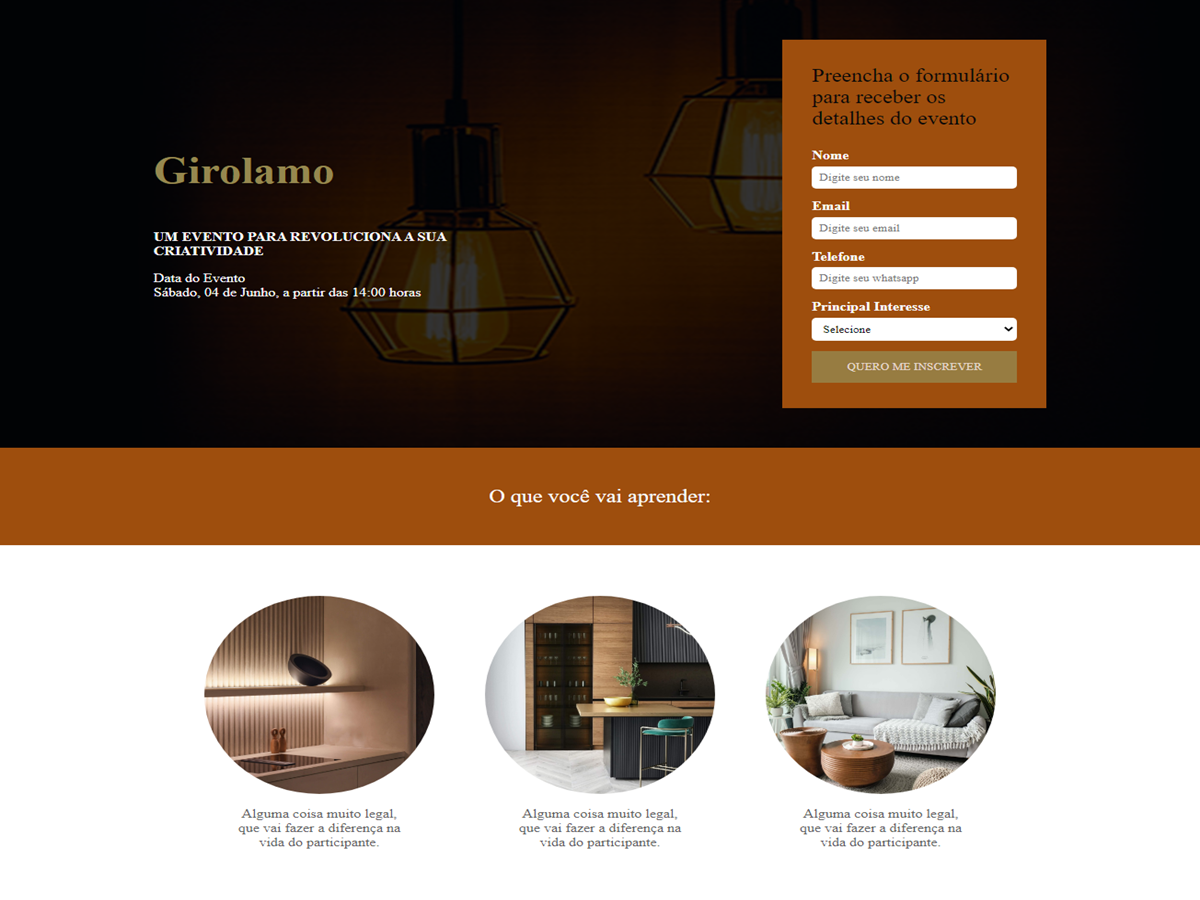 Girolamo
UM EVENTO PARA REVOLUCIONA A SUA
CRIATIVIDADE
Data do Evento
Sábado, 04 de Junho, a partir das 14:00 horas
Preencha o formulário
para receber os
detalhes do evento
Nome
Digite seu nome
Email
Digite seu email
Telefone
Digite seu whatsapp
Principal Interesse
Selecione
QUERO ME INSCREVER
O que você vai aprender:
Alguma coisa muito legal,
que vai fazer a diferença na
vida do participante.
Alguma coisa muito legal,
que vai fazer a diferença na
vida do participante.
Alguma coisa muito legal,
que vai fazer a diferença na
vida do participante.